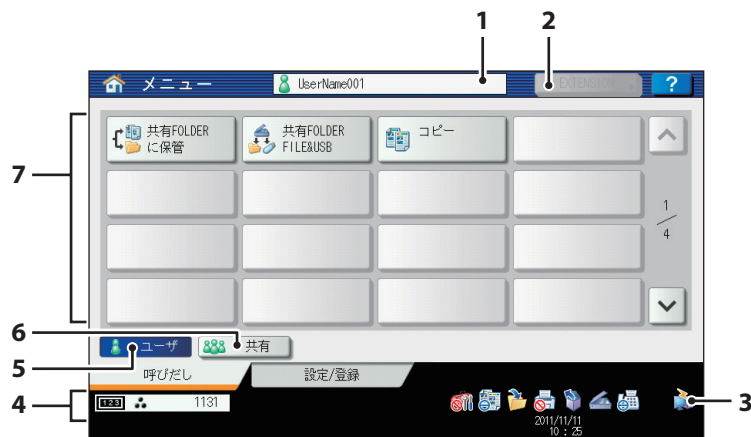 1
2
メニュー
UserName001
EXTENSION
?
共有FOLDER
に保管
共有FOLDER
FILE&USB
コピー
7
1
4
6
ユーザ
共有
5
呼びだし
設定/登録
4
123
1131
3
2011/11/11
10:25